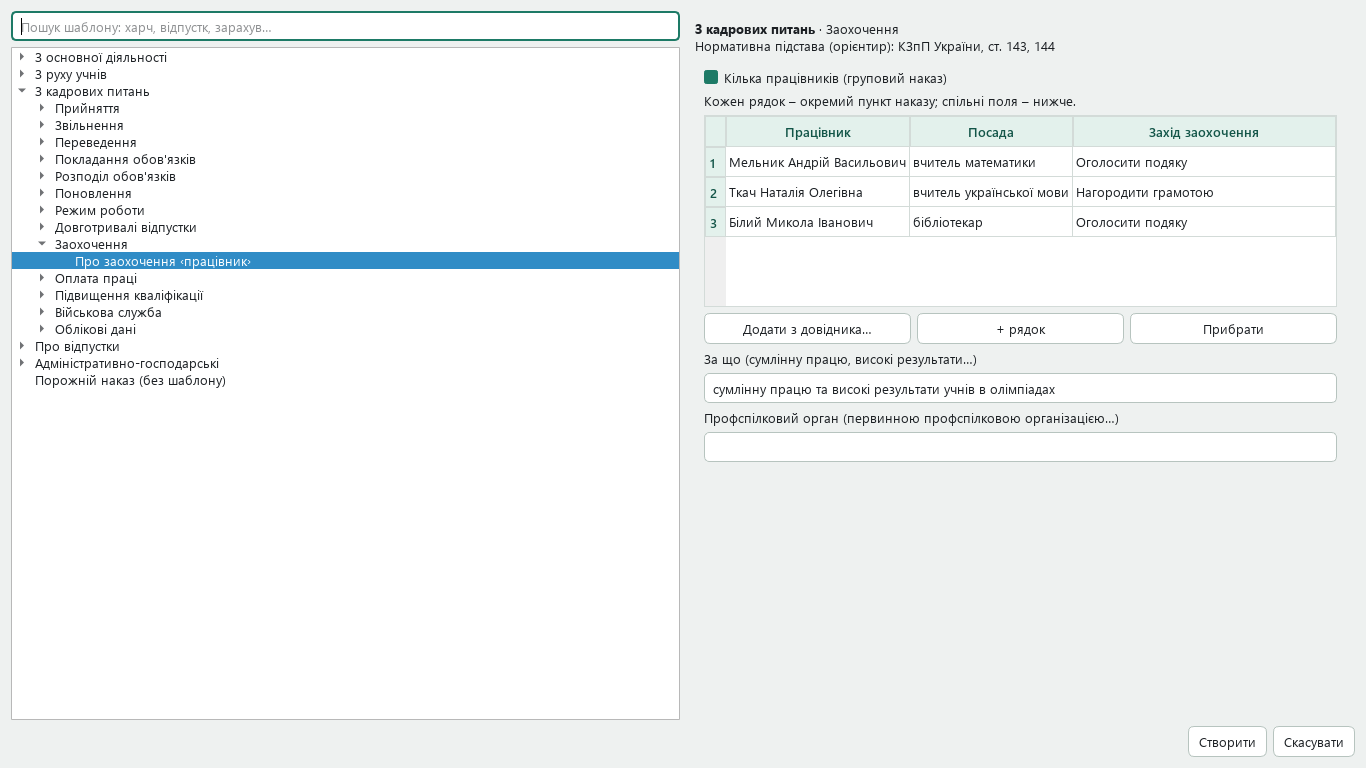 Пошук шаблону: харч, відпустк, зарахув...
З основної діяльності
З руху учнів
З кадрових питань
Прийняття
Звільнення
Переведення
Покладання обов'язків
Розподіл обов'язків
Поновлення
Режим роботи
Довготривалі відпустки
Заохочення
Про заохочення ‹працівник›
Оплата праці
Підвищення кваліфікації
Військова служба
Облікові дані
Про відпустки
Адміністративно-господарські
Порожній наказ (без шаблону)
З кадрових питань · Заохочення
Нормативна підстава (орієнтир): КЗпП України, ст. 143, 144
Кілька працівників (груповий наказ)
Кожен рядок – окремий пункт наказу; спільні поля – нижче.
Працівник Посада Захід заохочення
1 Мельник Андрій Васильович вчитель математики Оголосити подяку
2 Ткач Наталія Олегівна вчитель української мови Нагородити грамотою
3 Білий Микола Іванович бібліотекар Оголосити подяку
Додати з довідника... + рядок Прибрати
За що (сумлінну працю, високі результати...)
сумлінну працю та високі результати учнів в олімпіадах
Профспілковий орган (первинною профспілковою організацією...)
Створити Скасувати